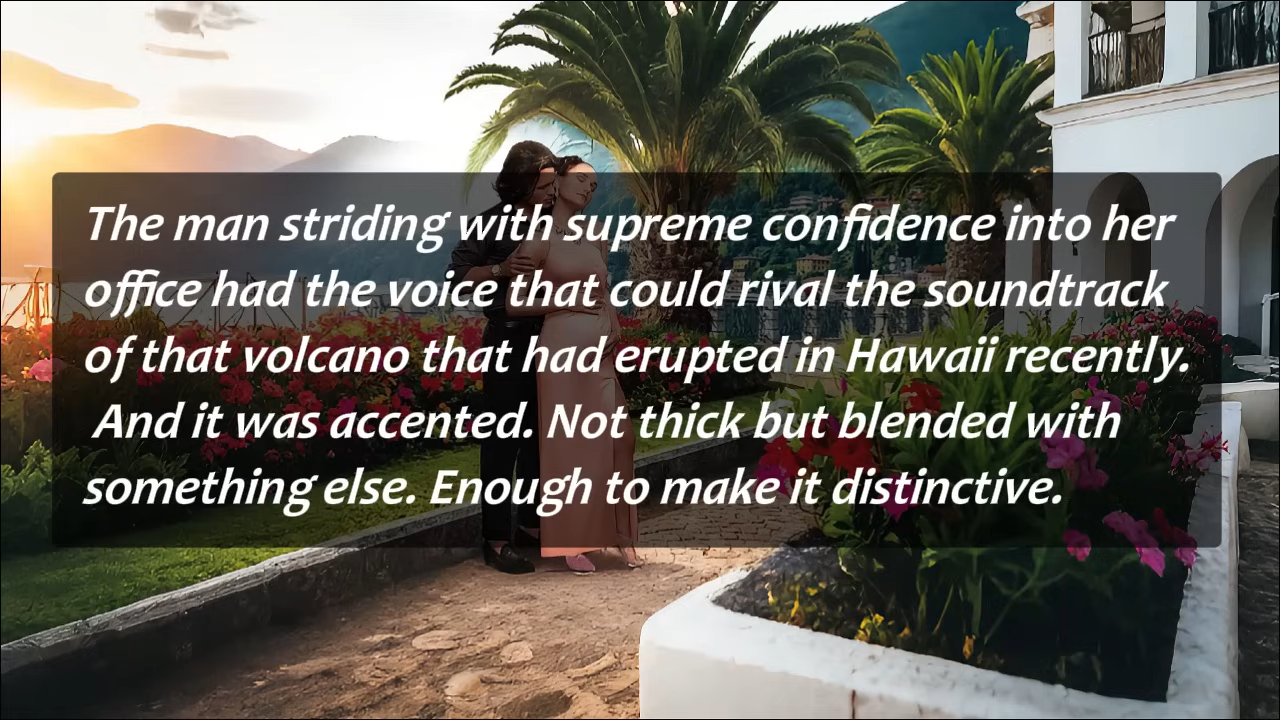 The man striding with supreme confidence into her
office had the voice that could rival the soundtrack
of that volcano that had erupted in Hawaii recently.
And it was accented. Not thick but blended with
something else. Enough to make it distinctive.